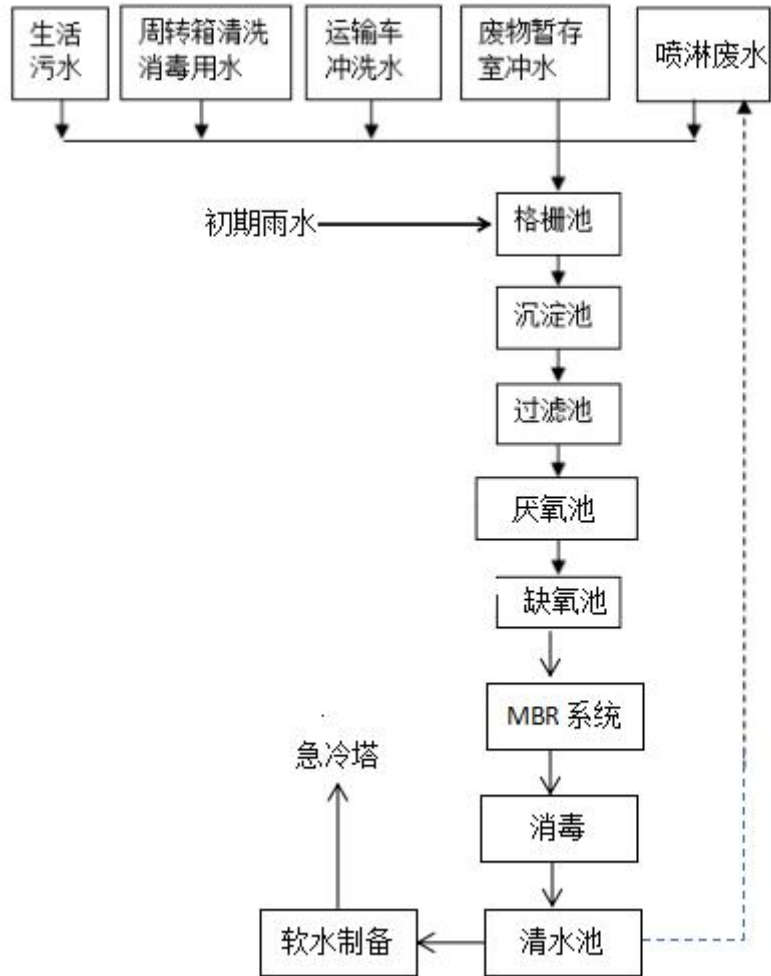 生活
污水
周转箱清洗
消毒用水
运输车
冲洗水
废物暂存
室冲水
喷淋废水
初期雨水
格栅池
沉淀池
过滤池
厌氧池
缺氧池
MBR 系统
急冷塔
消毒
软水制备
清水池